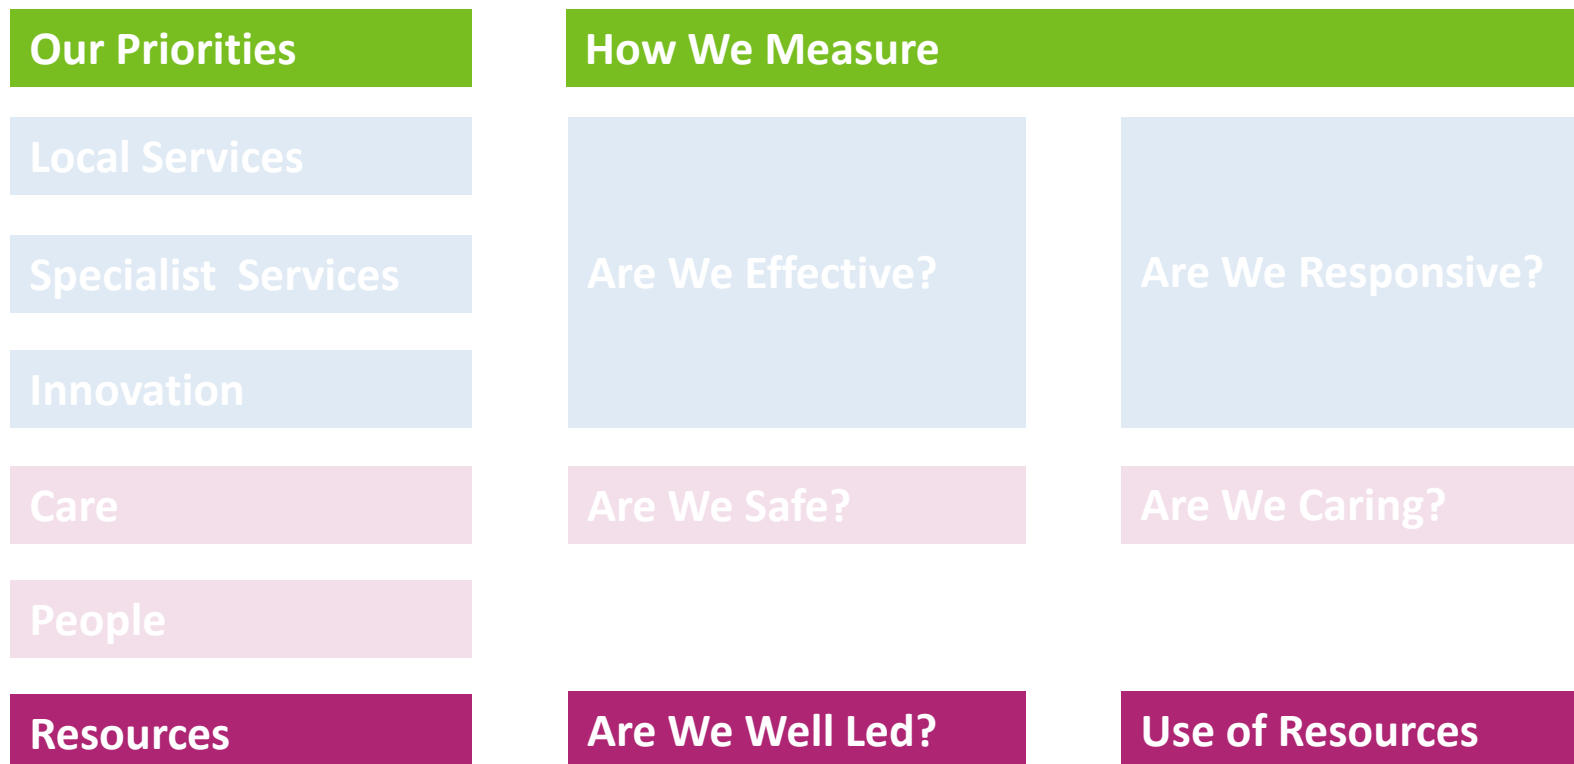 Our Priorities
How We Measure
Local Services
Specialist  Services
Are We Effective?
Are We Responsive?
Innovation
Care
Are We Safe?
Are We Caring?
People
Resources
Are We Well Led?
Use of Resources